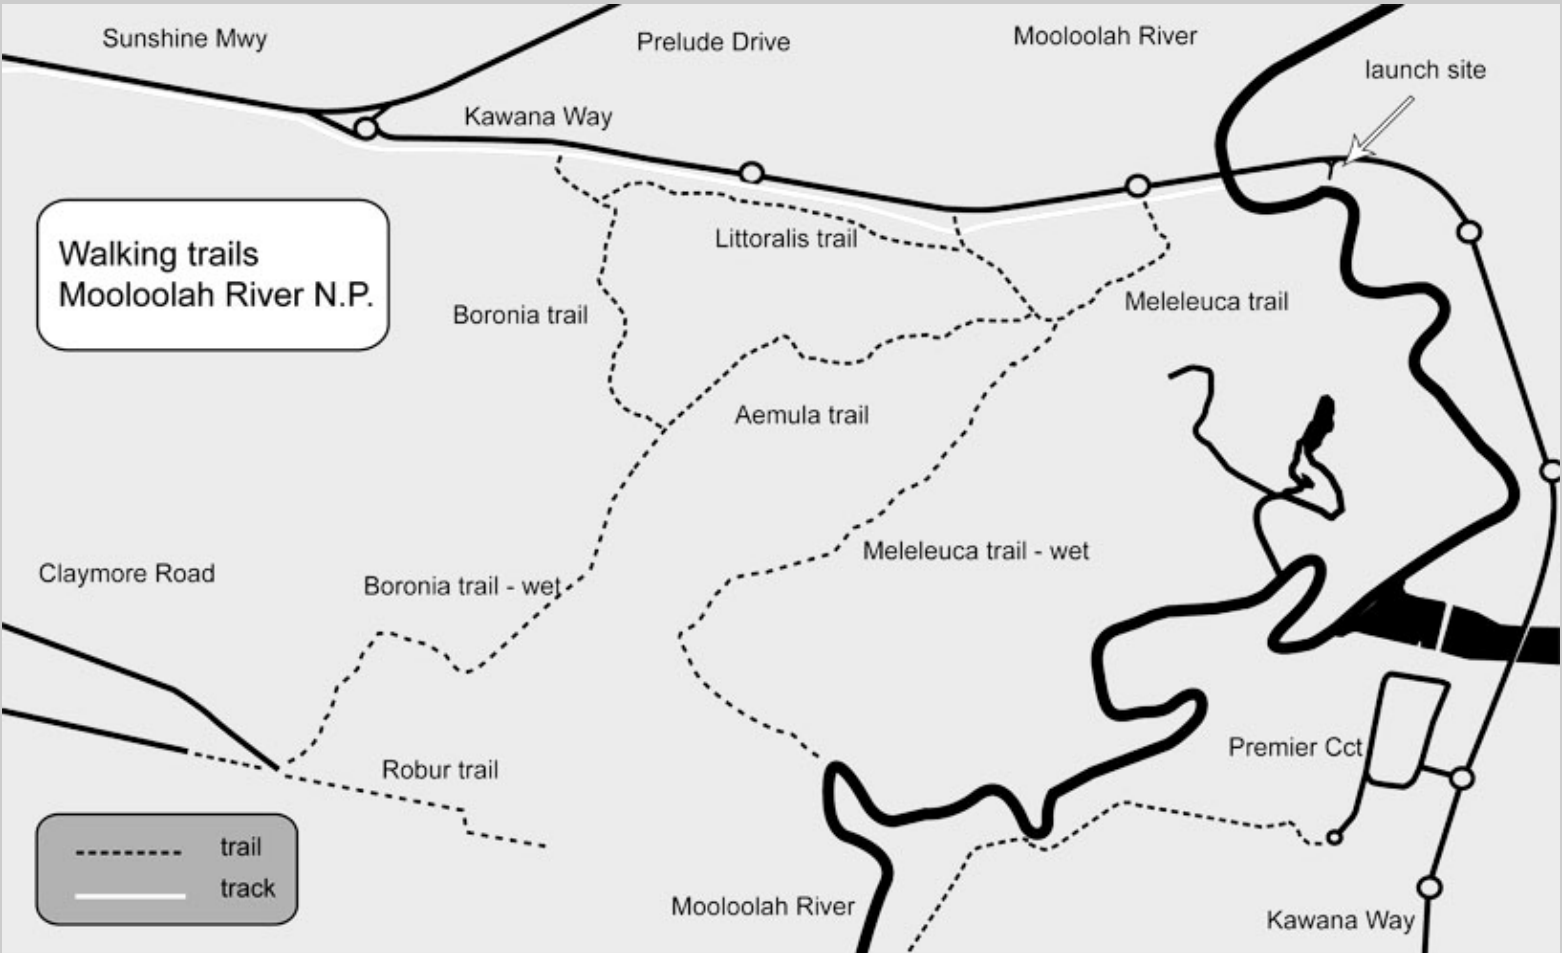 Sunshine Mwy
Prelude Drive
Mooloolah River
launch site
Kawana Way
Walking trails
Mooloolah River N.P.
Littoralis trail
Boronia trail
Meleleuca trail
Aemula trail
Meleleuca trail - wet
Claymore Road
Boronia trail - wet
Premier Cct
Robur trail
trail
track
Mooloolah River
Kawana Way